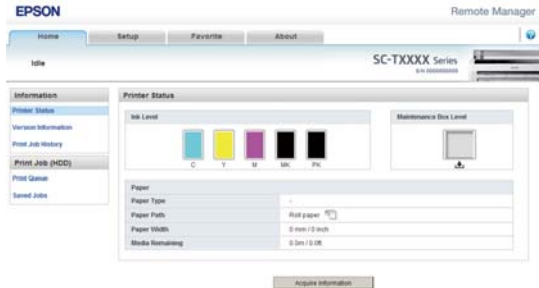 EPSON
Remote Manager
Home Setup Favorite About
Idle
SC-TXXXX Series
S/N 0000000000
Information
Printer Status
Version Information
Print Job History
Print Job (HDD)
Print Queue
Saved Jobs
Printer Status
Ink Level
Maintenance Box Level
C Y M MK PK
Paper
Paper Type -
Paper Path Roll paper
Paper Width 0 mm / 0 inch
Media Remaining 0.0m / 0.0ft
Acquire Information